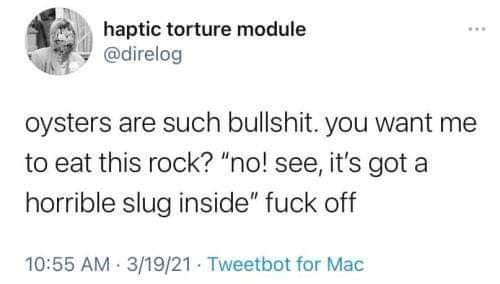 haptic torture module
@direlog
oysters are such bullshit. you want me
to eat this rock? “no! see, it’s got a
horrible slug inside” fuck off
10:55 AM · 3/19/21 · Tweetbot for Mac